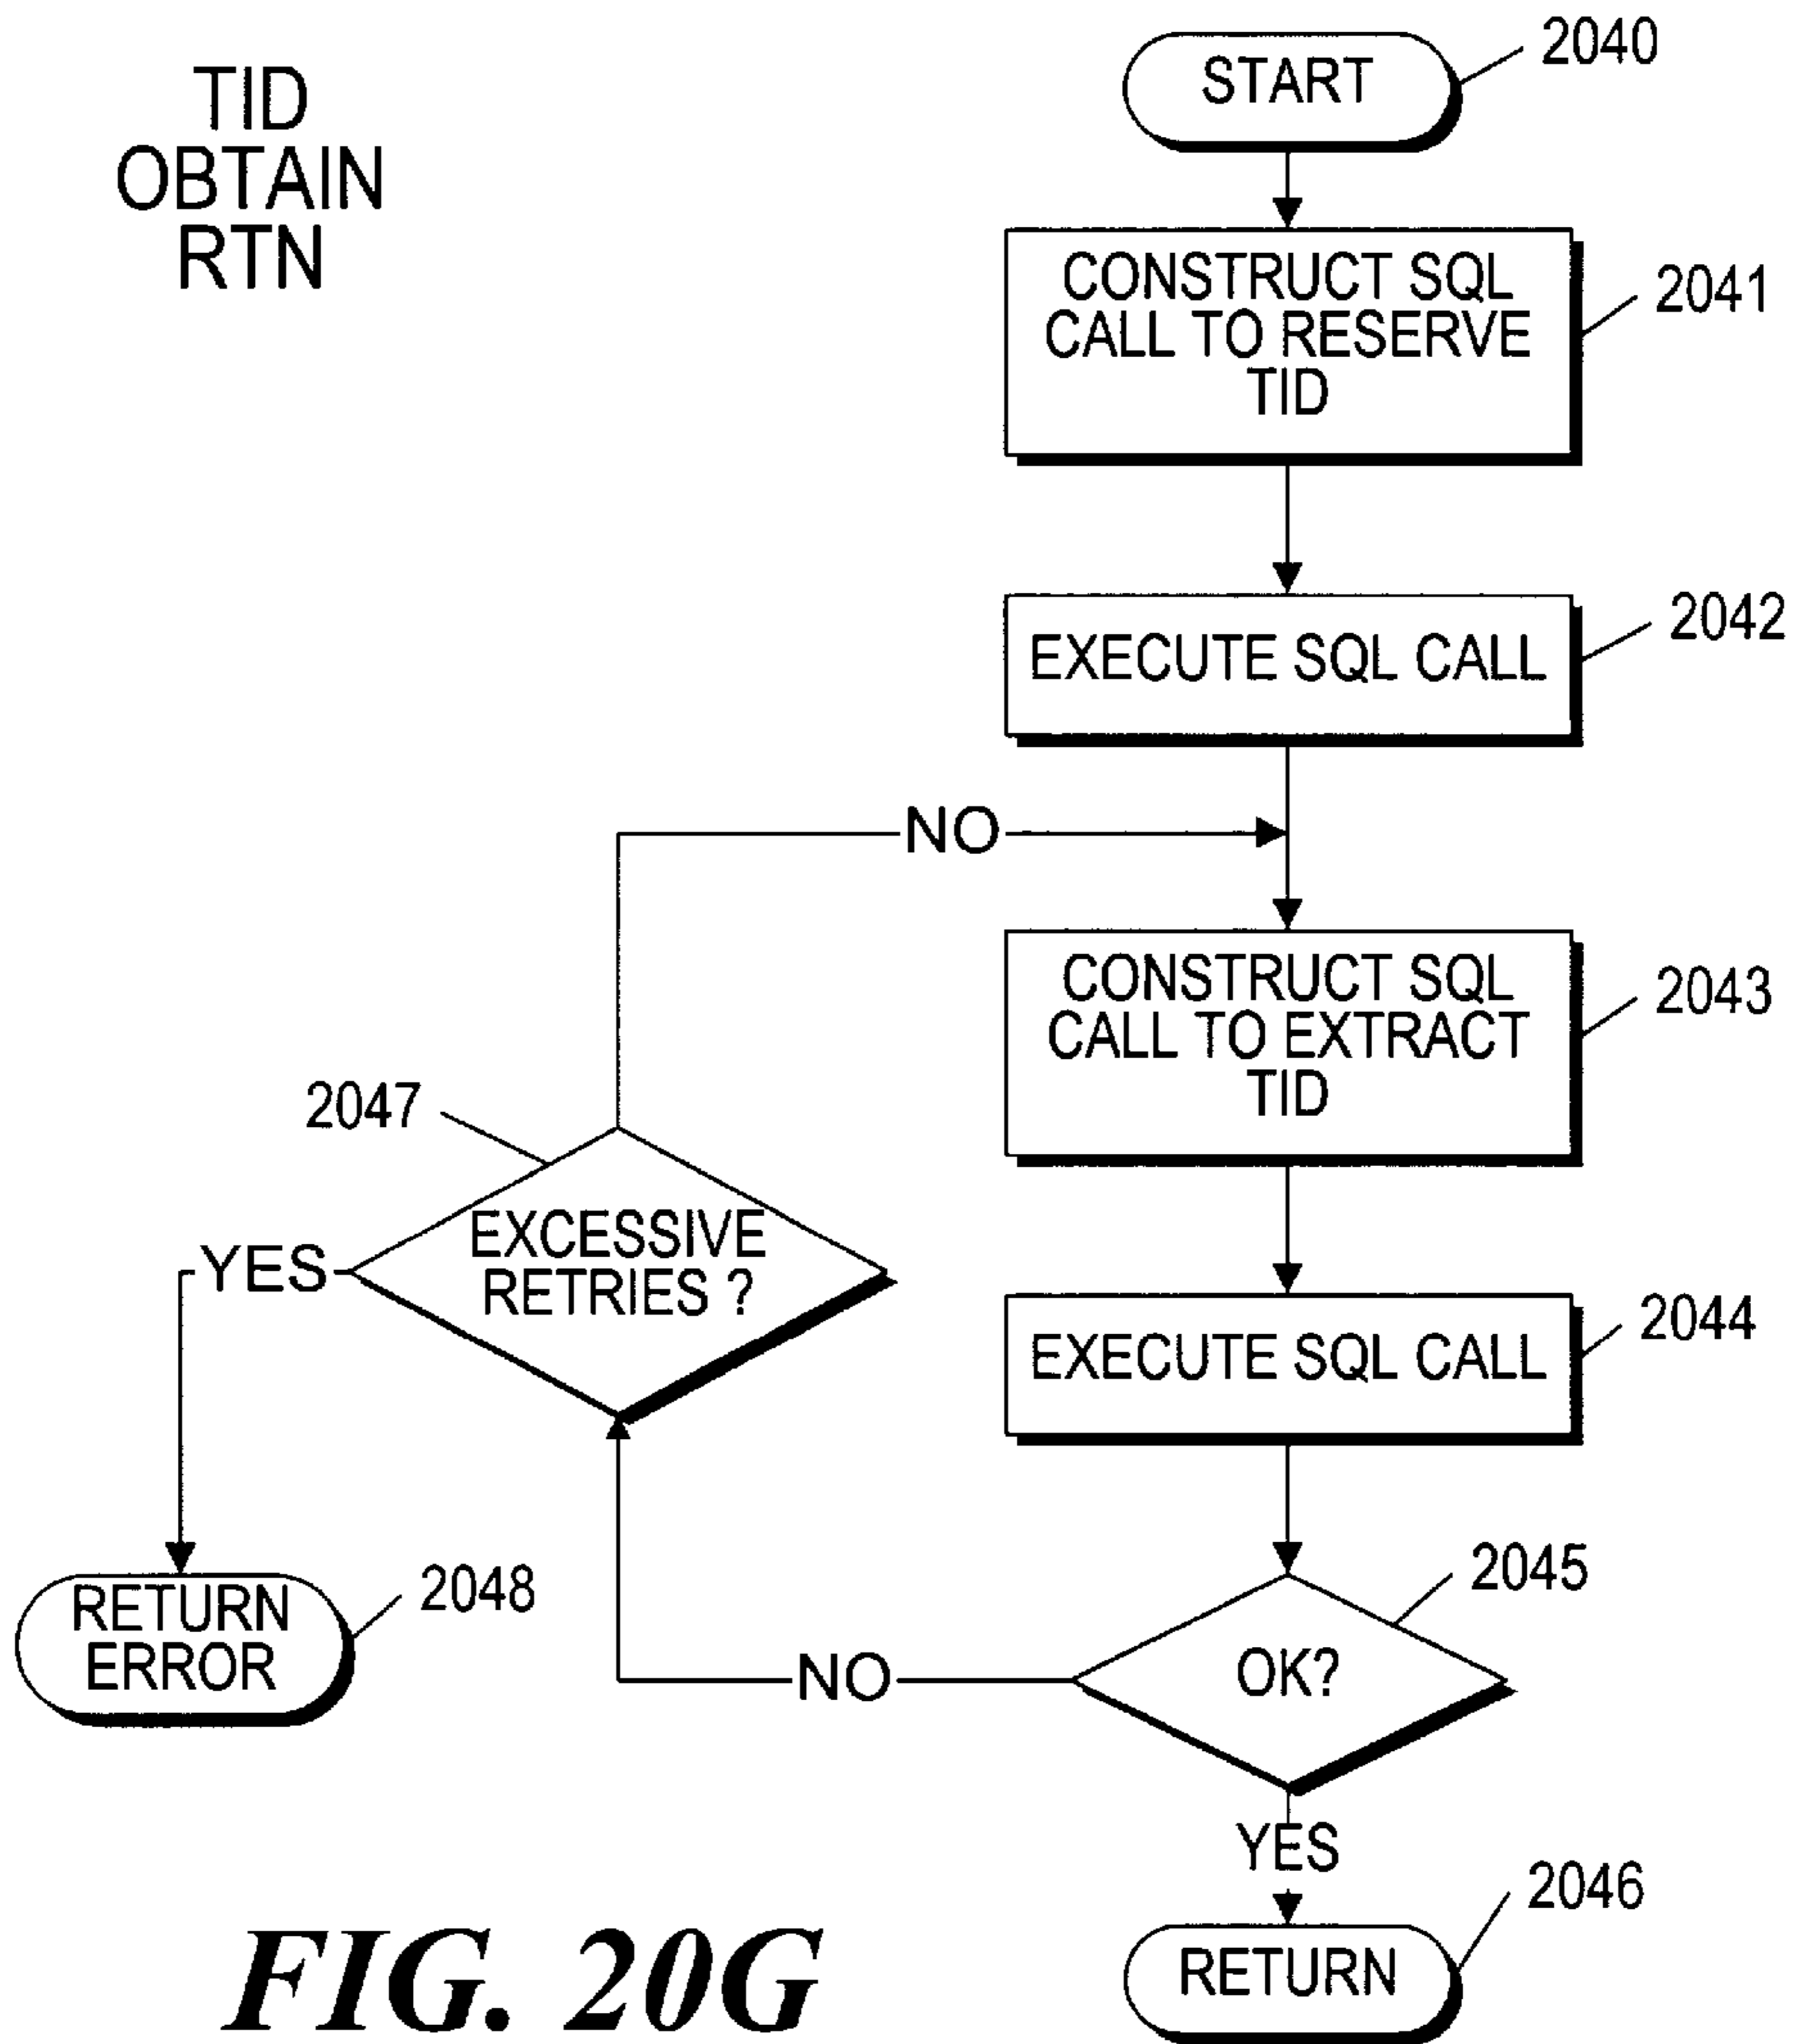 TID
OBTAIN
RTN
START
2040
CONSTRUCT SQL
CALL TO RESERVE
TID
2041
EXECUTE SQL CALL
2042
NO
CONSTRUCT SQL
CALL TO EXTRACT
TID
2043
2047
EXCESSIVE
RETRIES ?
YES
EXECUTE SQL CALL
2044
RETURN
ERROR
2048
NO
OK?
2045
YES
RETURN
2046
FIG. 20G